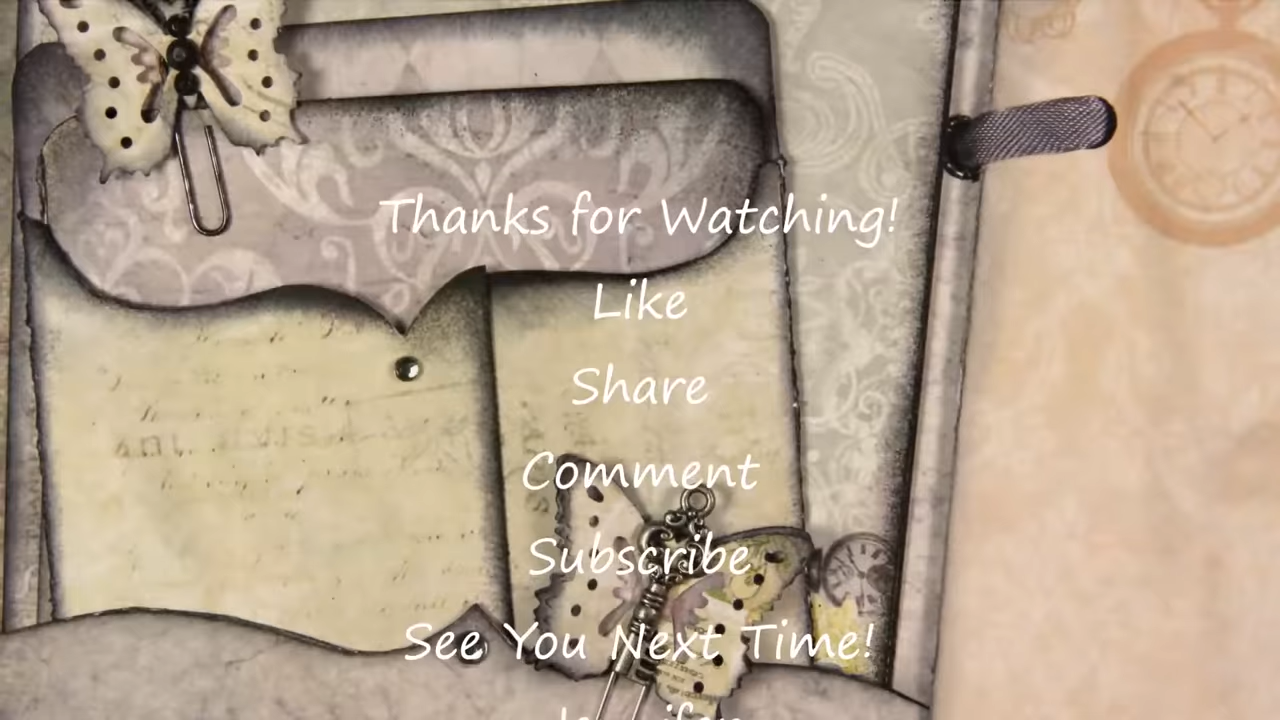 Thanks for Watching!
Like
Share
Comment
Subscribe
See You Next Time!